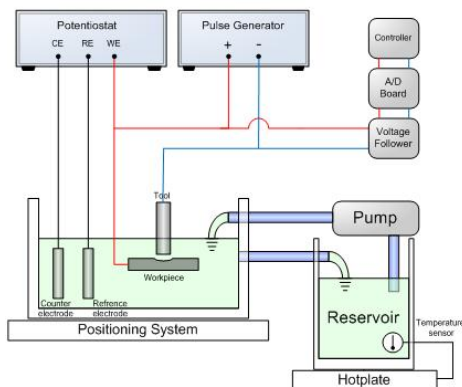 Potentiostat
CE RE WE
Pulse Generator
+ -
Controller
A/D
Board
Voltage
Follower
Tool
Workpiece
Counter
electrode
Refrence
electrode
Positioning System
Pump
Reservoir
Temperature
sensor
Hotplate